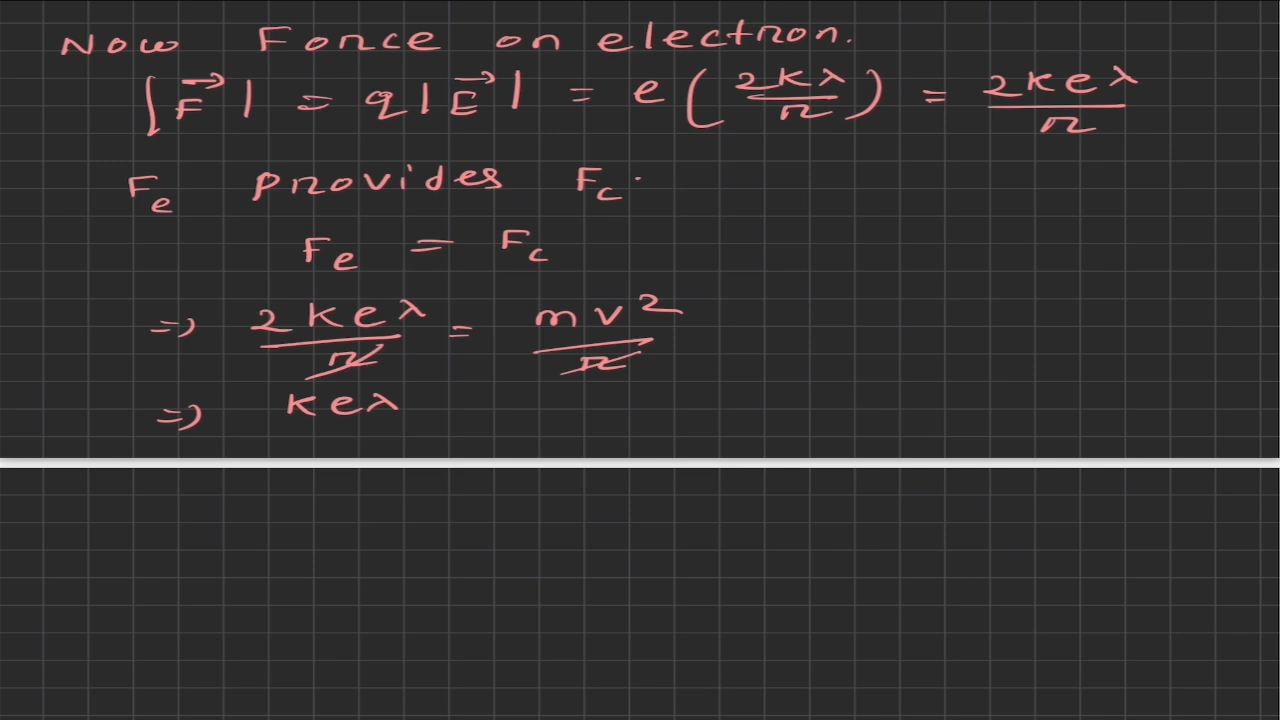 Now Force on electron.
|F⃗| = q|E⃗| = e(2kλ/r) = 2keλ/r
Fe provides Fc.
Fe = Fc
=> 2keλ/r = mv²/r
=> keλ